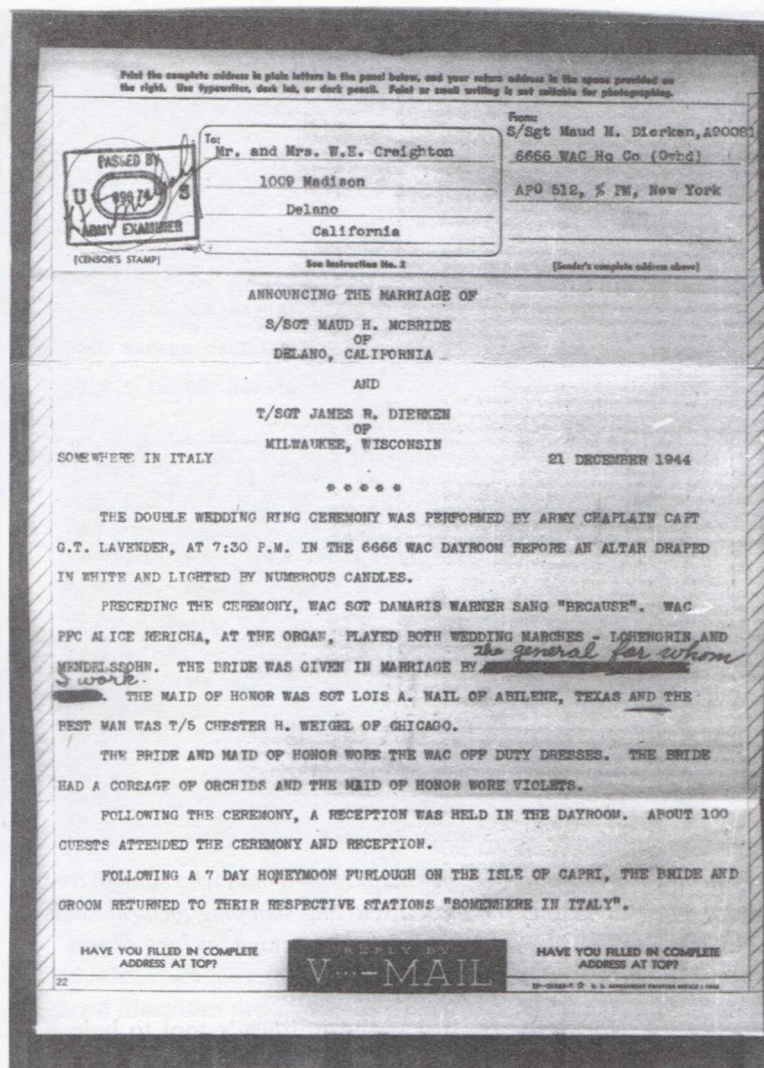 Print the complete address in plain letters in the panel below, and your return address in the space provided on
the right. Use typewriter, dark ink, or dark pencil. Faint or small writing is not suitable for photographing.
PASSED BY
U S
ARMY EXAMINER
[CENSOR'S STAMP]
To:
Mr. and Mrs. W.E. Creighton
1009 Madison
Delano
California
See Instruction No. 2
From:
S/Sgt Maud M. Dierken, A90081
6666 WAC Hq Co (Ovhd)
APO 512, % PM, New York
[Sender's complete address above]
ANNOUNCING THE MARRIAGE OF
S/SGT MAUD H. MCBRIDE
OF
DELANO, CALIFORNIA
AND
T/SGT JAMES R. DIERKEN
OF
MILWAUKEE, WISCONSIN
SOMEWHERE IN ITALY 21 DECEMBER 1944
* * * * *
THE DOUBLE WEDDING RING CEREMONY WAS PERFORMED BY ARMY CHAPLAIN CAPT
G.T. LAVENDER, AT 7:30 P.M. IN THE 6666 WAC DAYROOM BEFORE AN ALTAR DRAPED
IN WHITE AND LIGHTED BY NUMEROUS CANDLES.
PRECEDING THE CEREMONY, WAC SGT DAMARIS WARNER SANG "BECAUSE". WAC
PFC ALICE RERICHA, AT THE ORGAN, PLAYED BOTH WEDDING MARCHES - LOHENGRIN AND
MENDELSSOHN. THE BRIDE WAS GIVEN IN MARRIAGE BY the general for whom
I work. THE MAID OF HONOR WAS SGT LOIS A. NAIL OF ABILENE, TEXAS AND THE
BEST MAN WAS T/5 CHESTER H. WEIGEL OF CHICAGO.
THE BRIDE AND MAID OF HONOR WORE THE WAC OFF DUTY DRESSES. THE BRIDE
HAD A CORSAGE OF ORCHIDS AND THE MAID OF HONOR WORE VIOLETS.
FOLLOWING THE CEREMONY, A RECEPTION WAS HELD IN THE DAYROOM. ABOUT 100
GUESTS ATTENDED THE CEREMONY AND RECEPTION.
FOLLOWING A 7 DAY HONEYMOON FURLOUGH ON THE ISLE OF CAPRI, THE BRIDE AND
GROOM RETURNED TO THEIR RESPECTIVE STATIONS "SOMEWHERE IN ITALY".
HAVE YOU FILLED IN COMPLETE
ADDRESS AT TOP?
REPLY BY
V...-MAIL
HAVE YOU FILLED IN COMPLETE
ADDRESS AT TOP?
22
U. S. GOVERNMENT PRINTING OFFICE